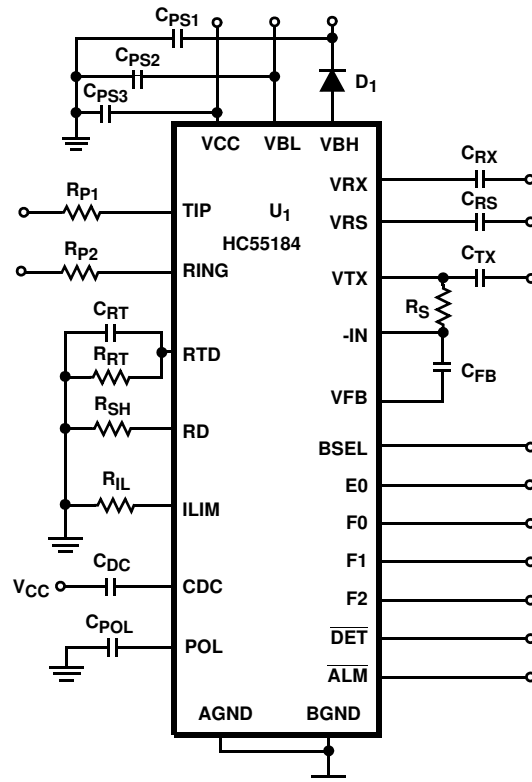 CPS1
CPS2
D1
CPS3
VCC VBL VBH
CRX
VRX
RP1
CRS
TIP U1 VRS
HC55184
RP2
CTX
RING VTX
RS
CRT
-IN
RTD
RRT
CFB
RSH
VFB
RD
BSEL
RIL
E0
ILIM
F0
CDC
F1
VCC CDC
F2
CPOL
DET
POL
ALM
AGND BGND